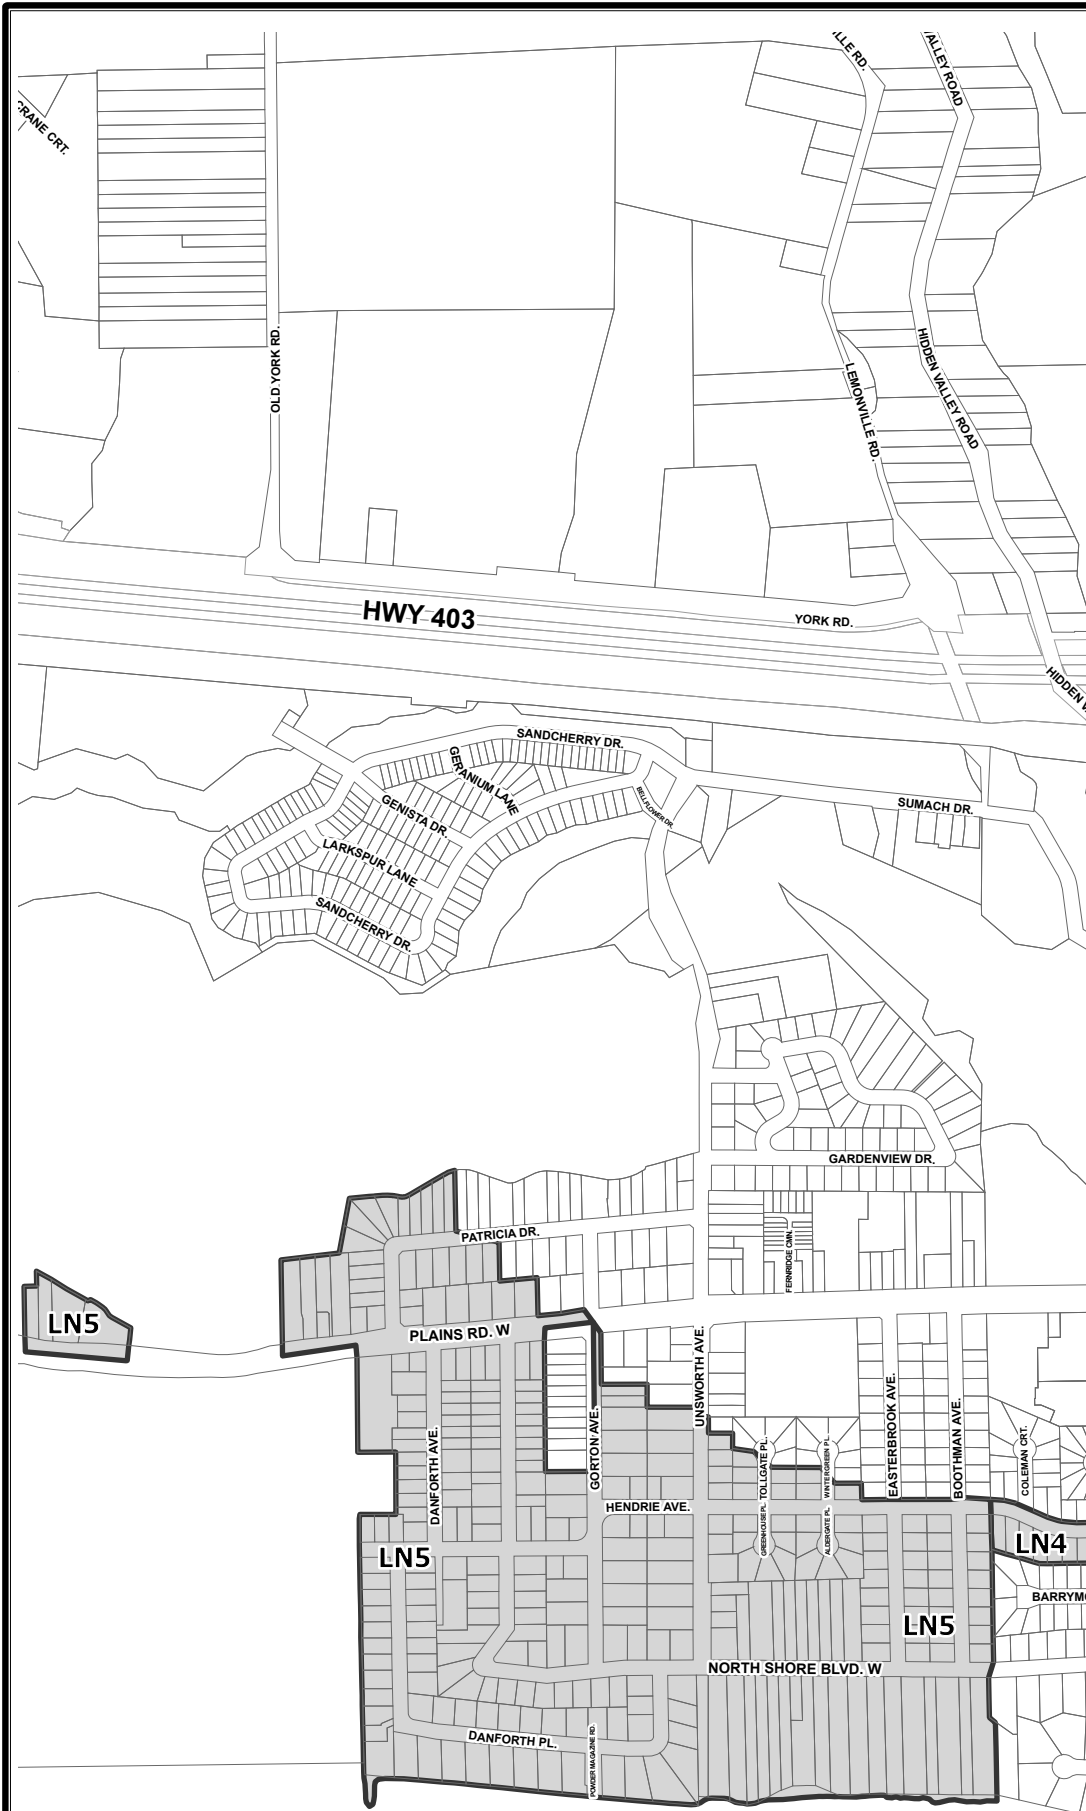 ILLE RD.
VALLEY ROAD
CRANE CRT.
OLD YORK RD.
HIDDEN VALLEY ROAD
LEMONVILLE RD.
HWY 403
YORK RD.
HIDDEN V
SANDCHERRY DR.
GERANIUM LANE
GENISTA DR.
BELLFLOWER DR.
SUMACH DR.
LARKSPUR LANE
SANDCHERRY DR.
GARDENVIEW DR.
PATRICIA DR.
FERNRIDGE CMN.
LN5
PLAINS RD. W
UNSWORTH AVE.
EASTERBROOK AVE.
BOOTHMAN AVE.
GORTON AVE.
DANFORTH AVE.
TOLLGATE PL.
WINTERGREEN PL.
COLEMAN CRT.
HENDRIE AVE.
GREENHOUSE PL.
ALDERGATE PL.
LN4
LN5
BARRYM
LN5
NORTH SHORE BLVD. W
DANFORTH PL.
POWDER MAGAZINE RD.